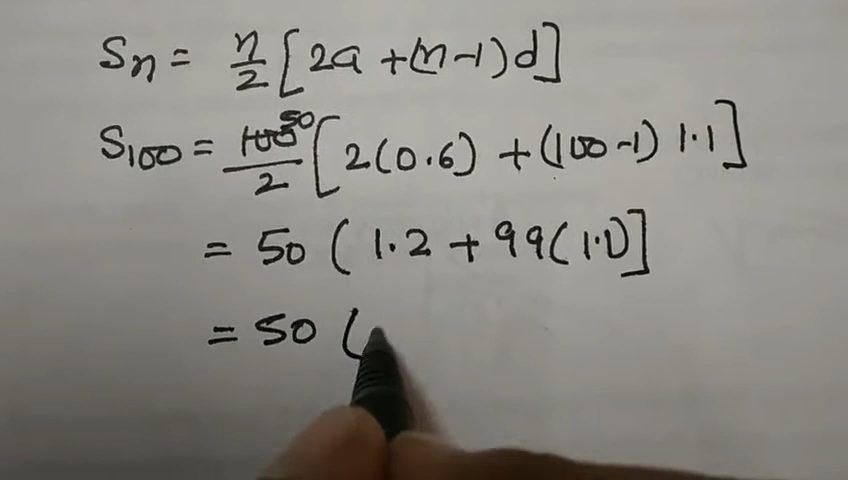 Sn = n/2 [2a + (n-1)d]
S100 = 100/2 50 [2(0.6) + (100-1) 1.1]
= 50 (1.2 + 99(1.1)]
= 50 (